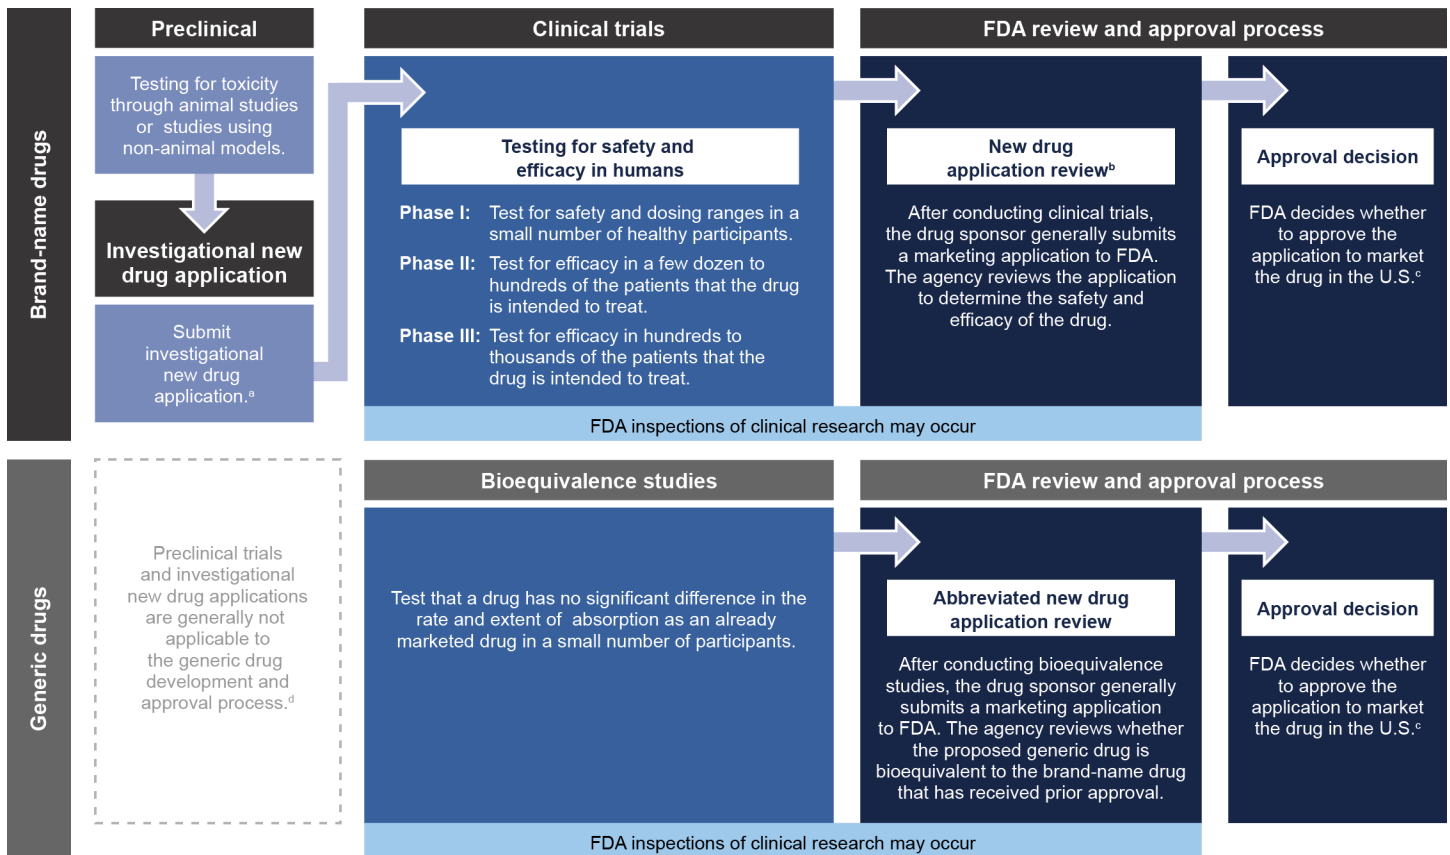 Brand-name drugs
Preclinical
Testing for toxicity
through animal studies
or studies using
non-animal models.
Investigational new
drug application
Submit
investigational
new drug
application.a
Clinical trials
Testing for safety and
efficacy in humans
Phase I: Test for safety and dosing ranges in a
small number of healthy participants.
Phase II: Test for efficacy in a few dozen to
hundreds of the patients that the drug
is intended to treat.
Phase III: Test for efficacy in hundreds to
thousands of the patients that the
drug is intended to treat.
FDA review and approval process
New drug
application reviewb
After conducting clinical trials,
the drug sponsor generally submits
a marketing application to FDA.
The agency reviews the application
to determine the safety and
efficacy of the drug.
Approval decision
FDA decides whether
to approve the
application to market
the drug in the U.S.c
FDA inspections of clinical research may occur
Generic drugs
Preclinical trials
and investigational
new drug applications
are generally not
applicable to
the generic drug
development and
approval process.d
Bioequivalence studies
Test that a drug has no significant difference in the
rate and extent of absorption as an already
marketed drug in a small number of participants.
FDA review and approval process
Abbreviated new drug
application review
After conducting bioequivalence
studies, the drug sponsor generally
submits a marketing application
to FDA. The agency reviews whether
the proposed generic drug is
bioequivalent to the brand-name drug
that has received prior approval.
Approval decision
FDA decides whether
to approve the
application to market
the drug in the U.S.c
FDA inspections of clinical research may occur